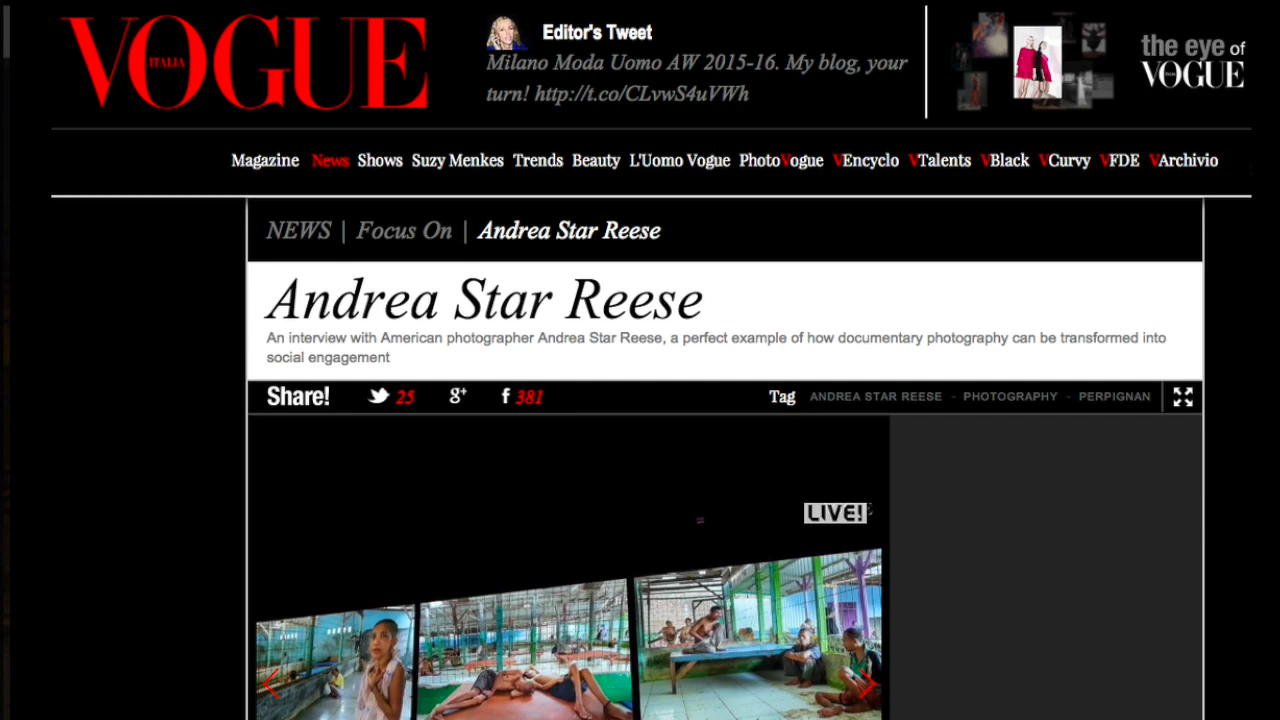 VOGUE
ITALIA
Editor's Tweet
Milano Moda Uomo AW 2015-16. My blog, your
turn! http://t.co/CLvwS4uVWh
the eye of
VOGUE
Magazine News Shows Suzy Menkes Trends Beauty L'Uomo Vogue PhotoVogue VEncyclo VTalents VBlack VCurvy VFDE VArchivio
NEWS | Focus On | Andrea Star Reese
Andrea Star Reese
An interview with American photographer Andrea Star Reese, a perfect example of how documentary photography can be transformed into
social engagement
Share! 25 g+ f 381 Tag ANDREA STAR REESE - PHOTOGRAPHY - PERPIGNAN
LIVE!